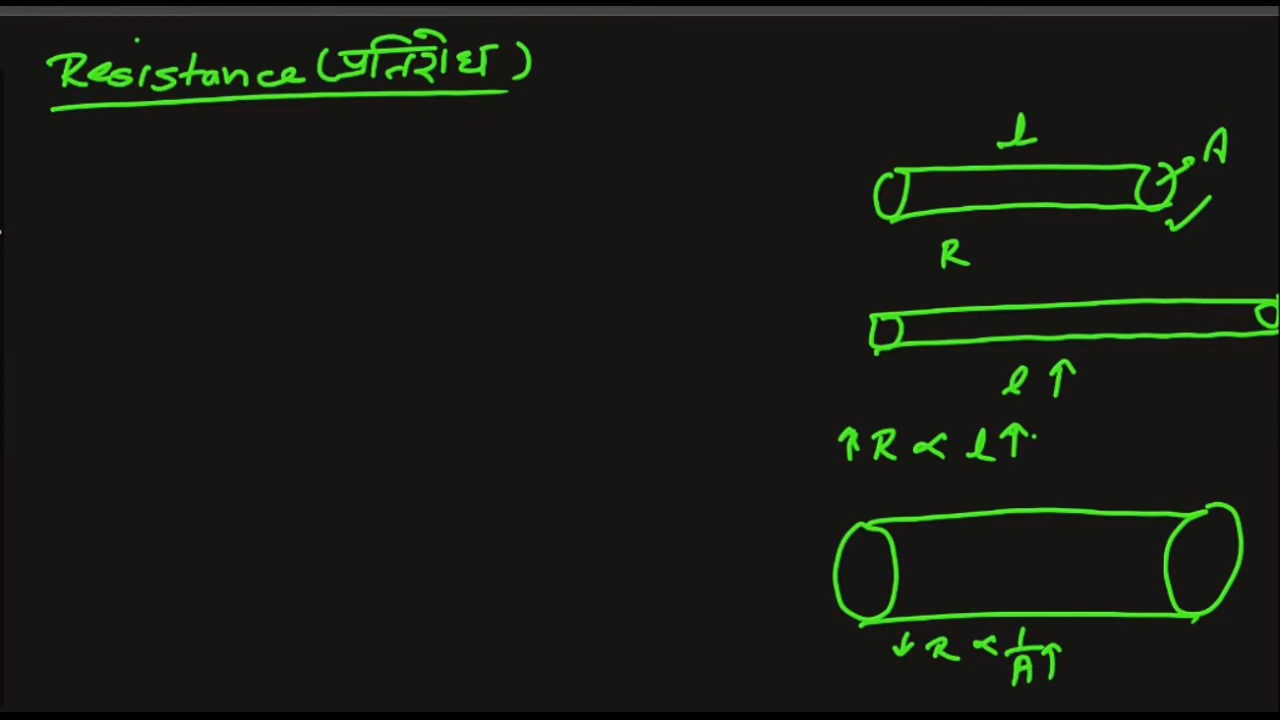 Resistance (प्रतिरोध)
l
A
R
l ↑
↑ R ∝ l ↑
↓ R ∝ 1/A ↑